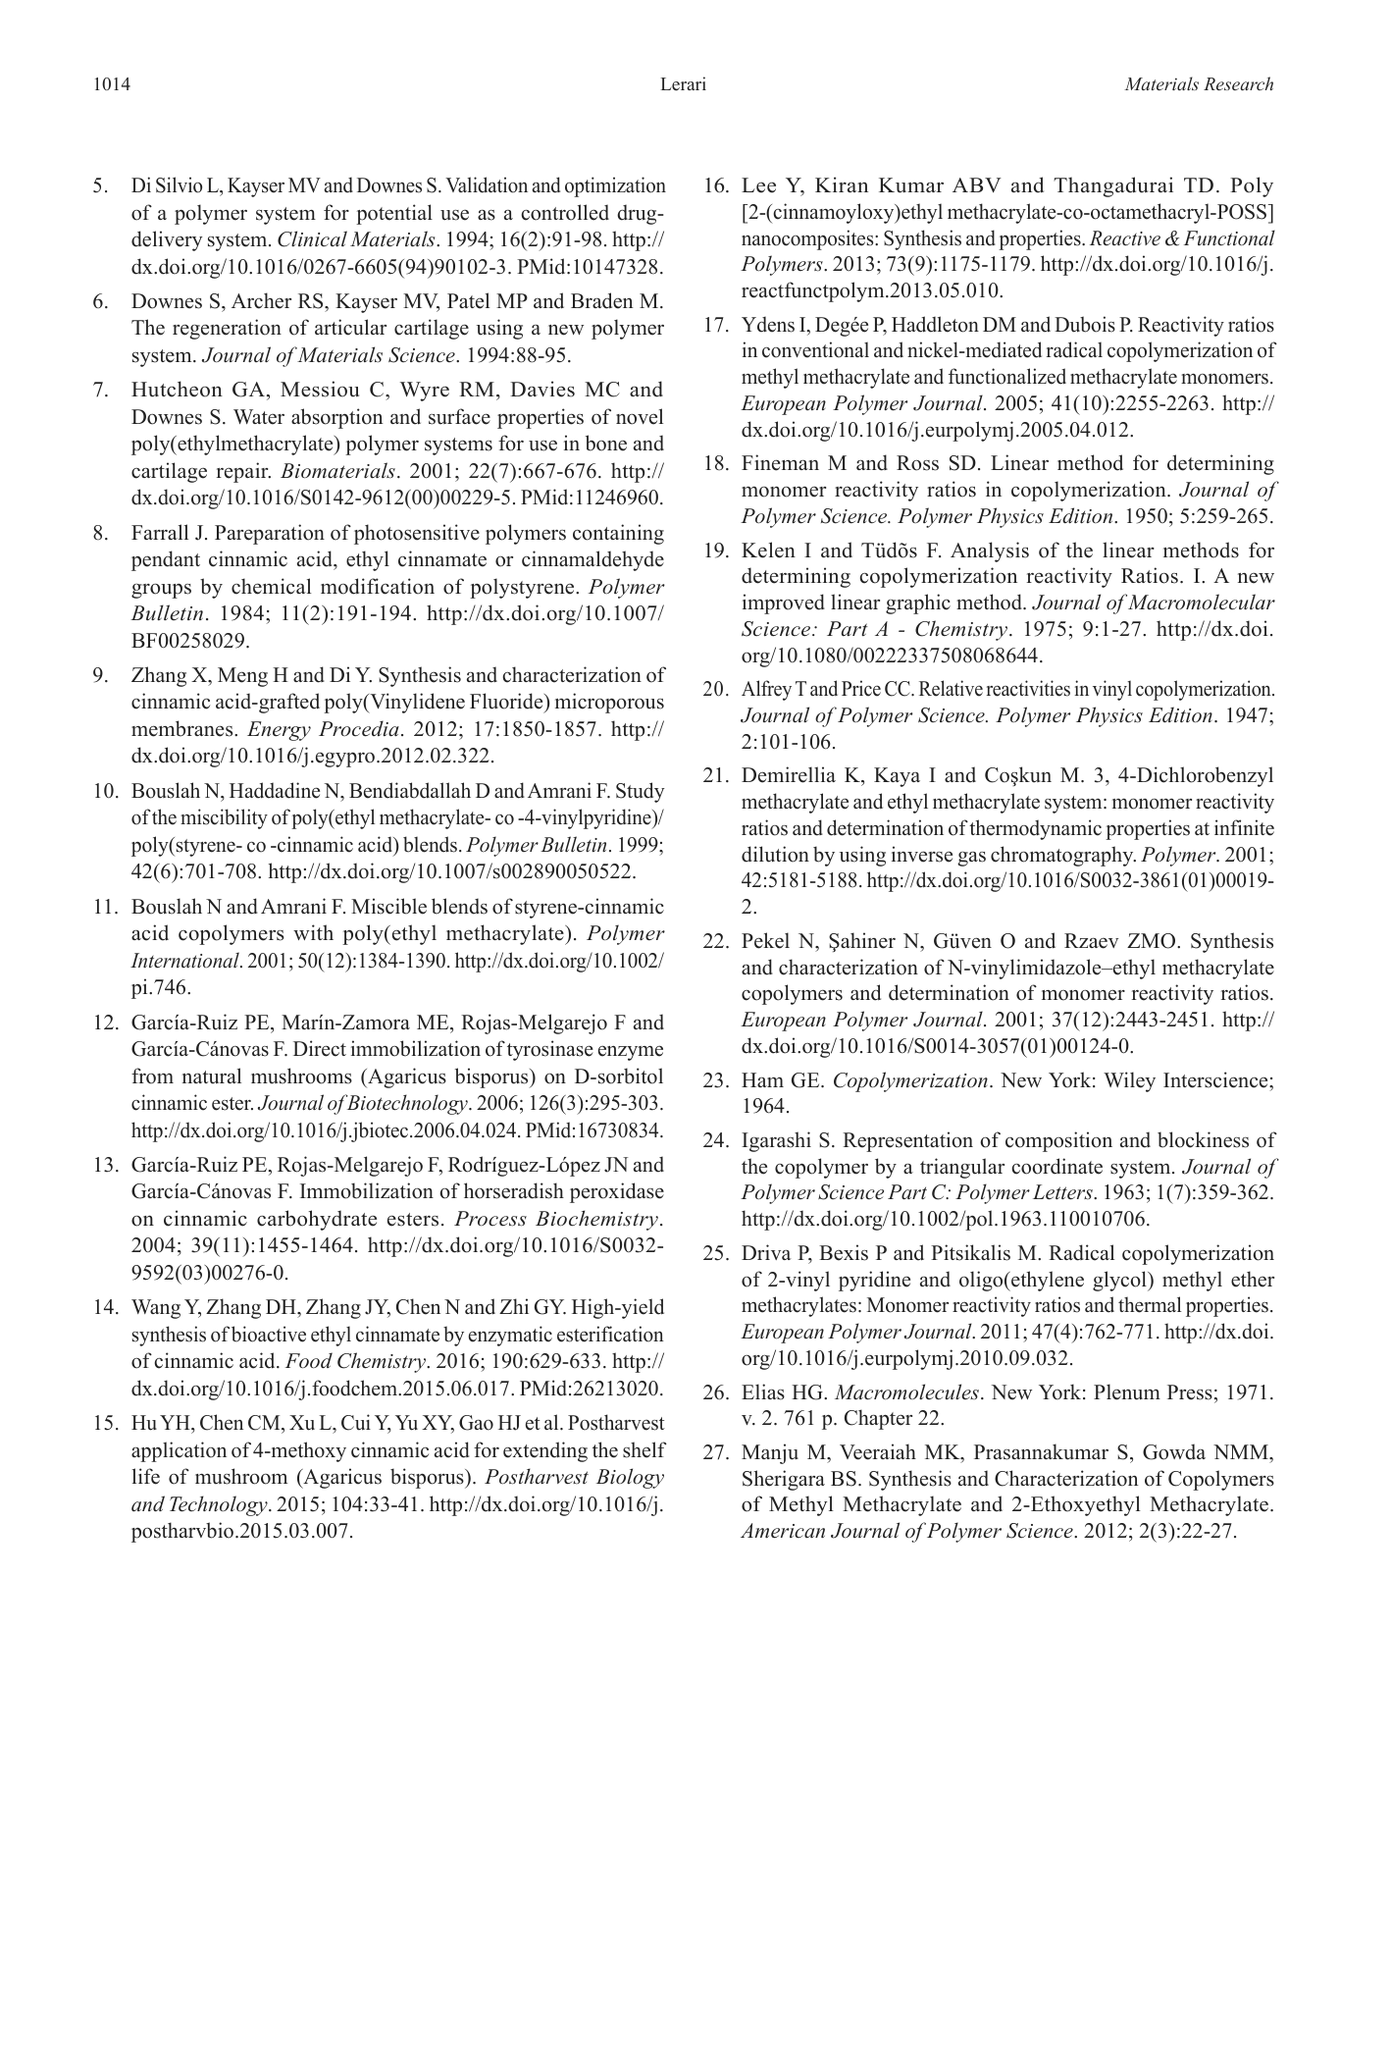 1014
Lerari
Materials Research
5. Di Silvio L, Kayser MV and Downes S. Validation and optimization
of a polymer system for potential use as a controlled drug-
delivery system. Clinical Materials. 1994; 16(2):91-98. http://
dx.doi.org/10.1016/0267-6605(94)90102-3. PMid:10147328.
6. Downes S, Archer RS, Kayser MV, Patel MP and Braden M.
The regeneration of articular cartilage using a new polymer
system. Journal of Materials Science. 1994:88-95.
7. Hutcheon GA, Messiou C, Wyre RM, Davies MC and
Downes S. Water absorption and surface properties of novel
poly(ethylmethacrylate) polymer systems for use in bone and
cartilage repair. Biomaterials. 2001; 22(7):667-676. http://
dx.doi.org/10.1016/S0142-9612(00)00229-5. PMid:11246960.
8. Farrall J. Pareparation of photosensitive polymers containing
pendant cinnamic acid, ethyl cinnamate or cinnamaldehyde
groups by chemical modification of polystyrene. Polymer
Bulletin. 1984; 11(2):191-194. http://dx.doi.org/10.1007/
BF00258029.
9. Zhang X, Meng H and Di Y. Synthesis and characterization of
cinnamic acid-grafted poly(Vinylidene Fluoride) microporous
membranes. Energy Procedia. 2012; 17:1850-1857. http://
dx.doi.org/10.1016/j.egypro.2012.02.322.
10. Bouslah N, Haddadine N, Bendiabdallah D and Amrani F. Study
of the miscibility of poly(ethyl methacrylate- co -4-vinylpyridine)/
poly(styrene- co -cinnamic acid) blends. Polymer Bulletin. 1999;
42(6):701-708. http://dx.doi.org/10.1007/s002890050522.
11. Bouslah N and Amrani F. Miscible blends of styrene-cinnamic
acid copolymers with poly(ethyl methacrylate). Polymer
International. 2001; 50(12):1384-1390. http://dx.doi.org/10.1002/
pi.746.
12. García-Ruiz PE, Marín-Zamora ME, Rojas-Melgarejo F and
García-Cánovas F. Direct immobilization of tyrosinase enzyme
from natural mushrooms (Agaricus bisporus) on D-sorbitol
cinnamic ester. Journal of Biotechnology. 2006; 126(3):295-303.
http://dx.doi.org/10.1016/j.jbiotec.2006.04.024. PMid:16730834.
13. García-Ruiz PE, Rojas-Melgarejo F, Rodríguez-López JN and
García-Cánovas F. Immobilization of horseradish peroxidase
on cinnamic carbohydrate esters. Process Biochemistry.
2004; 39(11):1455-1464. http://dx.doi.org/10.1016/S0032-
9592(03)00276-0.
14. Wang Y, Zhang DH, Zhang JY, Chen N and Zhi GY. High-yield
synthesis of bioactive ethyl cinnamate by enzymatic esterification
of cinnamic acid. Food Chemistry. 2016; 190:629-633. http://
dx.doi.org/10.1016/j.foodchem.2015.06.017. PMid:26213020.
15. Hu YH, Chen CM, Xu L, Cui Y, Yu XY, Gao HJ et al. Postharvest
application of 4-methoxy cinnamic acid for extending the shelf
life of mushroom (Agaricus bisporus). Postharvest Biology
and Technology. 2015; 104:33-41. http://dx.doi.org/10.1016/j.
postharvbio.2015.03.007.
16. Lee Y, Kiran Kumar ABV and Thangadurai TD. Poly
[2-(cinnamoyloxy)ethyl methacrylate-co-octamethacryl-POSS]
nanocomposites: Synthesis and properties. Reactive & Functional
Polymers. 2013; 73(9):1175-1179. http://dx.doi.org/10.1016/j.
reactfunctpolym.2013.05.010.
17. Ydens I, Degée P, Haddleton DM and Dubois P. Reactivity ratios
in conventional and nickel-mediated radical copolymerization of
methyl methacrylate and functionalized methacrylate monomers.
European Polymer Journal. 2005; 41(10):2255-2263. http://
dx.doi.org/10.1016/j.eurpolymj.2005.04.012.
18. Fineman M and Ross SD. Linear method for determining
monomer reactivity ratios in copolymerization. Journal of
Polymer Science. Polymer Physics Edition. 1950; 5:259-265.
19. Kelen I and Tüdõs F. Analysis of the linear methods for
determining copolymerization reactivity Ratios. I. A new
improved linear graphic method. Journal of Macromolecular
Science: Part A - Chemistry. 1975; 9:1-27. http://dx.doi.
org/10.1080/00222337508068644.
20. Alfrey T and Price CC. Relative reactivities in vinyl copolymerization.
Journal of Polymer Science. Polymer Physics Edition. 1947;
2:101-106.
21. Demirellia K, Kaya I and Coşkun M. 3, 4-Dichlorobenzyl
methacrylate and ethyl methacrylate system: monomer reactivity
ratios and determination of thermodynamic properties at infinite
dilution by using inverse gas chromatography. Polymer. 2001;
42:5181-5188. http://dx.doi.org/10.1016/S0032-3861(01)00019-
2.
22. Pekel N, Şahiner N, Güven O and Rzaev ZMO. Synthesis
and characterization of N-vinylimidazole–ethyl methacrylate
copolymers and determination of monomer reactivity ratios.
European Polymer Journal. 2001; 37(12):2443-2451. http://
dx.doi.org/10.1016/S0014-3057(01)00124-0.
23. Ham GE. Copolymerization. New York: Wiley Interscience;
1964.
24. Igarashi S. Representation of composition and blockiness of
the copolymer by a triangular coordinate system. Journal of
Polymer Science Part C: Polymer Letters. 1963; 1(7):359-362.
http://dx.doi.org/10.1002/pol.1963.110010706.
25. Driva P, Bexis P and Pitsikalis M. Radical copolymerization
of 2-vinyl pyridine and oligo(ethylene glycol) methyl ether
methacrylates: Monomer reactivity ratios and thermal properties.
European Polymer Journal. 2011; 47(4):762-771. http://dx.doi.
org/10.1016/j.eurpolymj.2010.09.032.
26. Elias HG. Macromolecules. New York: Plenum Press; 1971.
v. 2. 761 p. Chapter 22.
27. Manju M, Veeraiah MK, Prasannakumar S, Gowda NMM,
Sherigara BS. Synthesis and Characterization of Copolymers
of Methyl Methacrylate and 2-Ethoxyethyl Methacrylate.
American Journal of Polymer Science. 2012; 2(3):22-27.